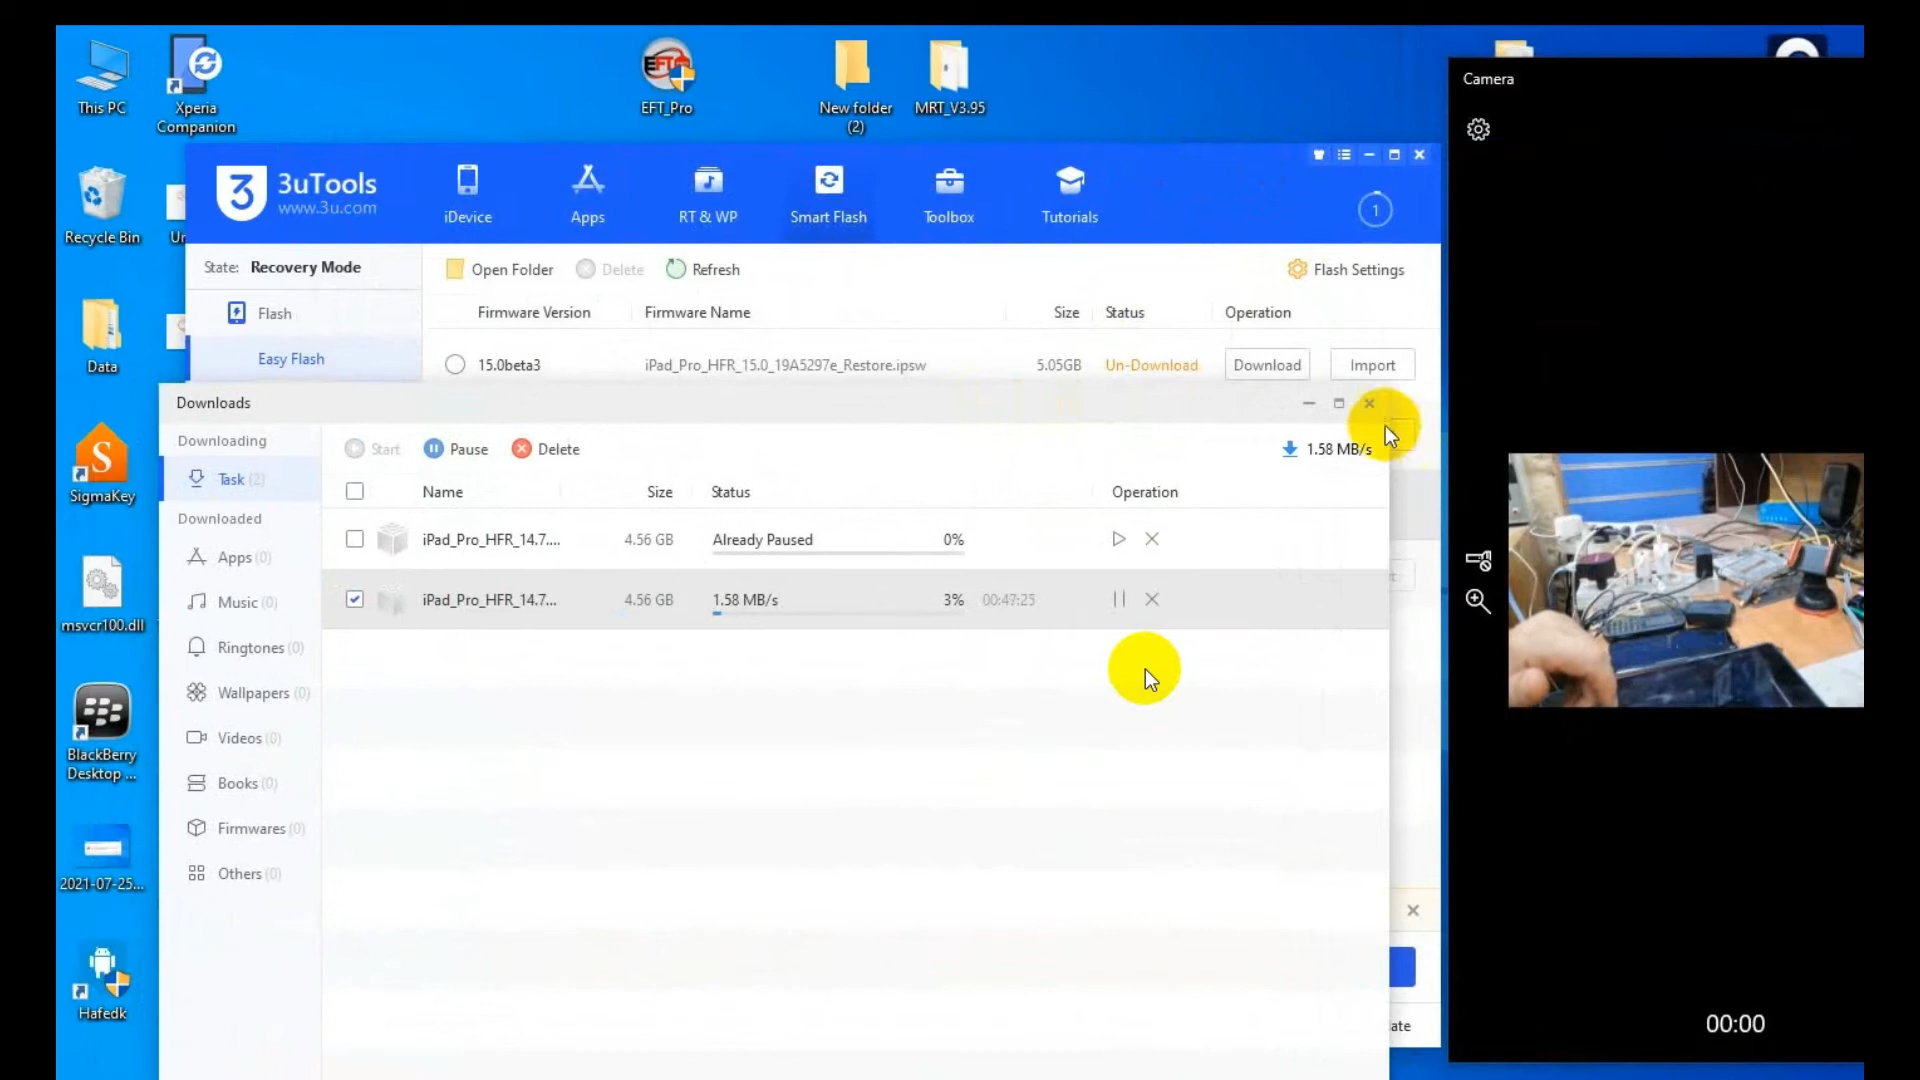 This PC
Xperia
Companion
EFT_Pro
New folder
(2)
MRT_V3.95
Camera
Recycle Bin
Data
SigmaKey
msvcr100.dll
BlackBerry
Desktop ...
2021-07-25...
Hafedk
3uTools
www.3u.com
iDevice
Apps
RT & WP
Smart Flash
Toolbox
Tutorials
1
State: Recovery Mode
Flash
Easy Flash
Open Folder
Delete
Refresh
Flash Settings
Firmware Version
Firmware Name
Size
Status
Operation
15.0beta3
iPad_Pro_HFR_15.0_19A5297e_Restore.ipsw
5.05GB
Un-Download
Download
Import
Downloads
Downloading
Task (2)
Downloaded
Apps (0)
Music (0)
Ringtones (0)
Wallpapers (0)
Videos (0)
Books (0)
Firmwares (0)
Others (0)
Start
Pause
Delete
1.58 MB/s
Name
Size
Status
Operation
iPad_Pro_HFR_14.7....
4.56 GB
Already Paused
0%
iPad_Pro_HFR_14.7...
4.56 GB
1.58 MB/s
3%
00:47:25
00:00